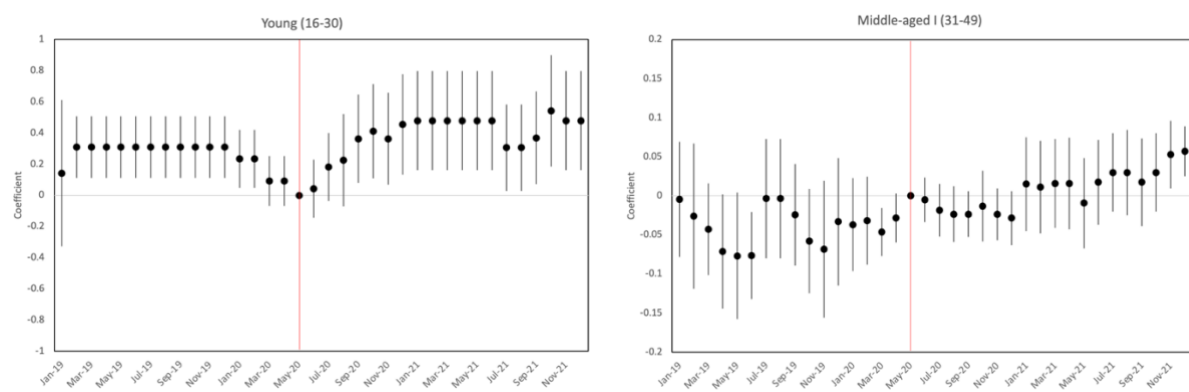 Young (16-30)
Coefficient
1
0.8
0.6
0.4
0.2
0
-0.2
-0.4
-0.6
-0.8
-1
Jan-19
Mar-19
May-19
Jul-19
Sep-19
Nov-19
Jan-20
Mar-20
May-20
Jul-20
Sep-20
Nov-20
Jan-21
Mar-21
May-21
Jul-21
Sep-21
Nov-21
Middle-aged I (31-49)
Coefficient
0.2
0.15
0.1
0.05
0
-0.05
-0.1
-0.15
-0.2
Jan-19
Mar-19
May-19
Jul-19
Sep-19
Nov-19
Jan-20
Mar-20
May-20
Jul-20
Sep-20
Nov-20
Jan-21
Mar-21
May-21
Jul-21
Sep-21
Nov-21